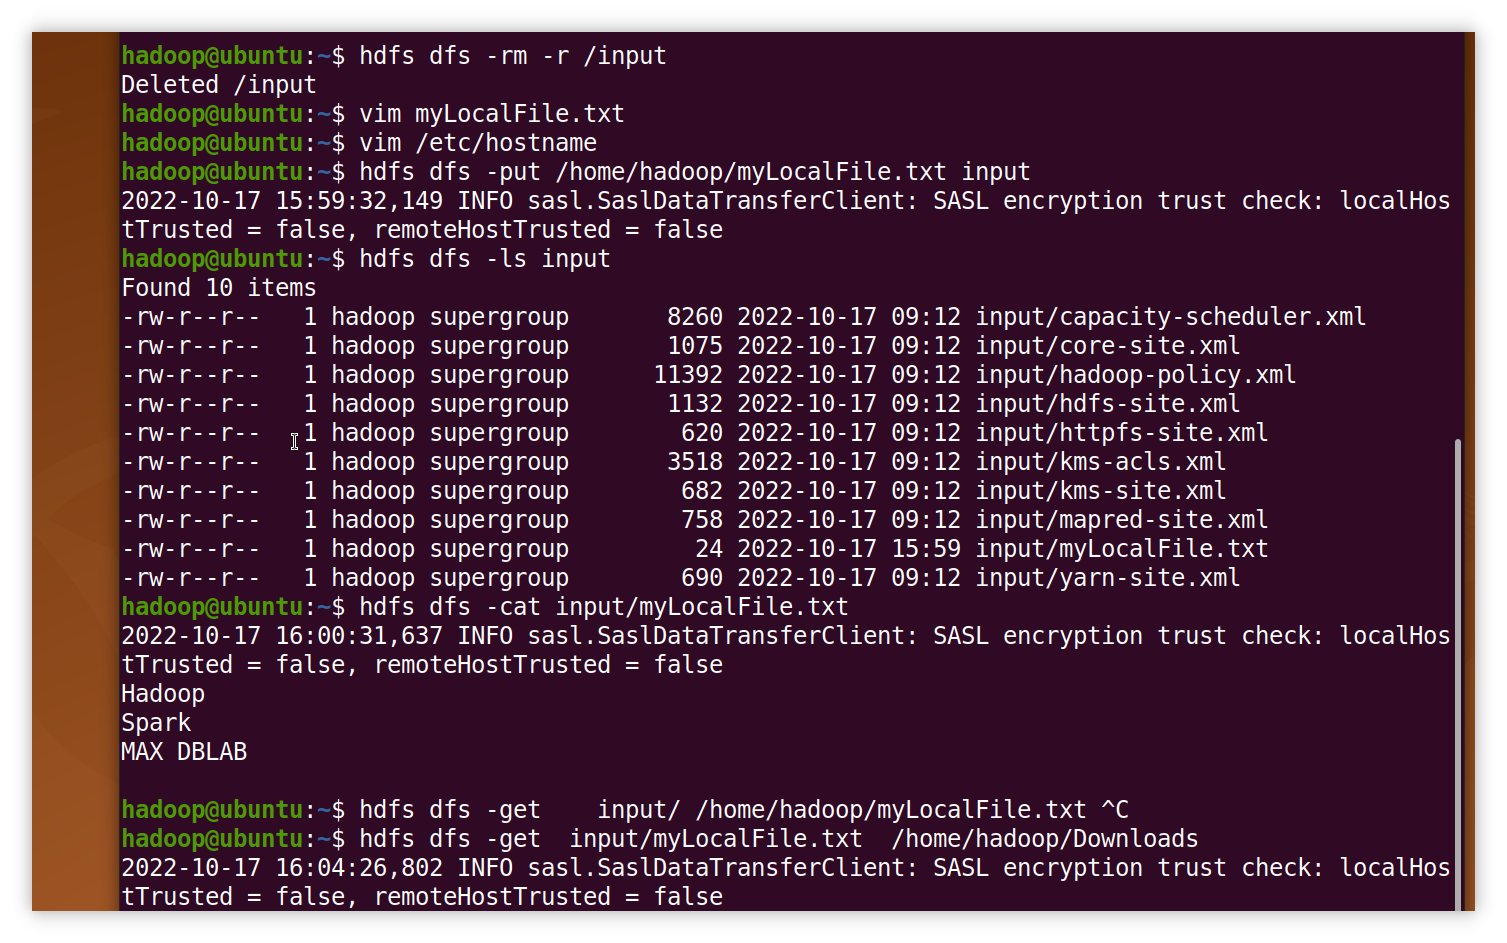 hadoop@ubuntu:~$ hdfs dfs -rm -r /input
Deleted /input
hadoop@ubuntu:~$ vim myLocalFile.txt
hadoop@ubuntu:~$ vim /etc/hostname
hadoop@ubuntu:~$ hdfs dfs -put /home/hadoop/myLocalFile.txt input
2022-10-17 15:59:32,149 INFO sasl.SaslDataTransferClient: SASL encryption trust check: localHos
tTrusted = false, remoteHostTrusted = false
hadoop@ubuntu:~$ hdfs dfs -ls input
Found 10 items
-rw-r--r--   1 hadoop supergroup       8260 2022-10-17 09:12 input/capacity-scheduler.xml
-rw-r--r--   1 hadoop supergroup       1075 2022-10-17 09:12 input/core-site.xml
-rw-r--r--   1 hadoop supergroup      11392 2022-10-17 09:12 input/hadoop-policy.xml
-rw-r--r--   1 hadoop supergroup       1132 2022-10-17 09:12 input/hdfs-site.xml
-rw-r--r--   1 hadoop supergroup        620 2022-10-17 09:12 input/httpfs-site.xml
-rw-r--r--   1 hadoop supergroup       3518 2022-10-17 09:12 input/kms-acls.xml
-rw-r--r--   1 hadoop supergroup        682 2022-10-17 09:12 input/kms-site.xml
-rw-r--r--   1 hadoop supergroup        758 2022-10-17 09:12 input/mapred-site.xml
-rw-r--r--   1 hadoop supergroup         24 2022-10-17 15:59 input/myLocalFile.txt
-rw-r--r--   1 hadoop supergroup        690 2022-10-17 09:12 input/yarn-site.xml
hadoop@ubuntu:~$ hdfs dfs -cat input/myLocalFile.txt
2022-10-17 16:00:31,637 INFO sasl.SaslDataTransferClient: SASL encryption trust check: localHos
tTrusted = false, remoteHostTrusted = false
Hadoop
Spark
MAX DBLAB
hadoop@ubuntu:~$ hdfs dfs -get    input/ /home/hadoop/myLocalFile.txt ^C
hadoop@ubuntu:~$ hdfs dfs -get  input/myLocalFile.txt  /home/hadoop/Downloads
2022-10-17 16:04:26,802 INFO sasl.SaslDataTransferClient: SASL encryption trust check: localHos
tTrusted = false, remoteHostTrusted = false